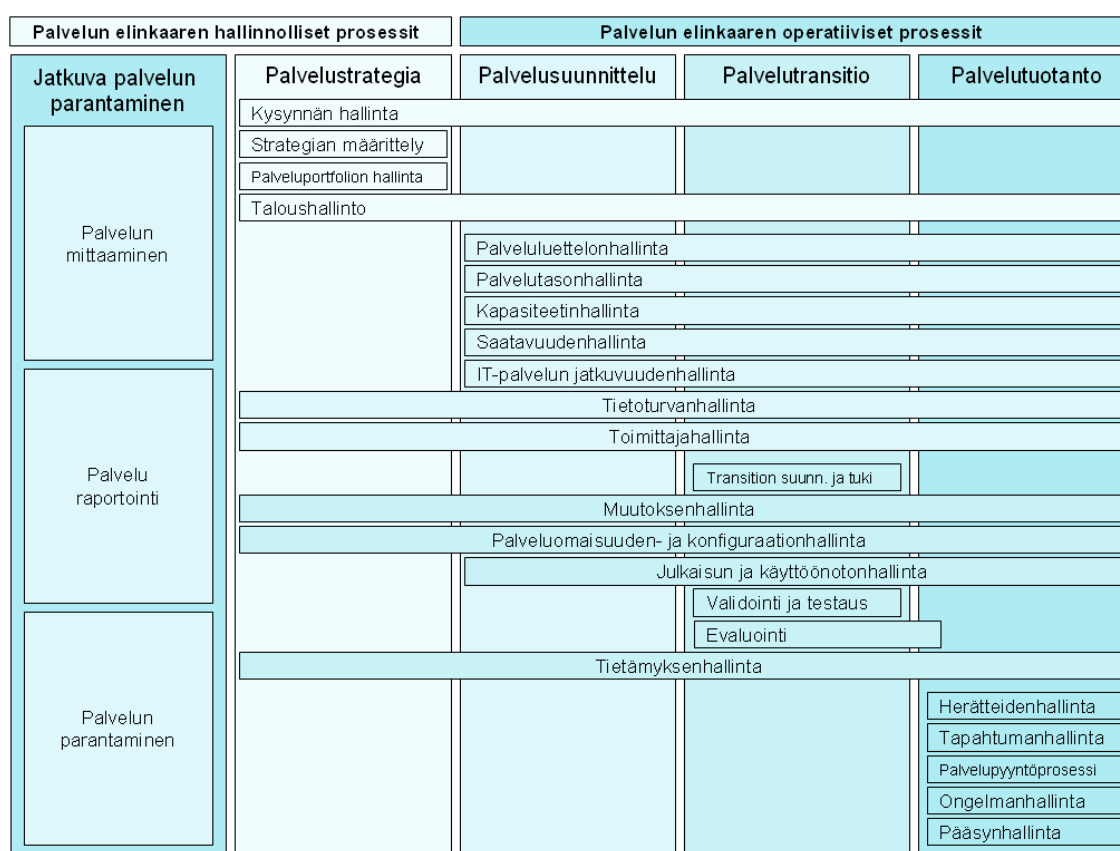 Palvelun elinkaaren hallinnolliset prosessit
Palvelun elinkaaren operatiiviset prosessit
Jatkuva palvelun
parantaminen
Palvelustrategia
Palvelusuunnittelu
Palvelutransitio
Palvelutuotanto
Kysynnän hallinta
Strategian määrittely
Palveluportfolion hallinta
Taloushallinto
Palvelun
mittaaminen
Palveluluettelonhallinta
Palvelutasonhallinta
Kapasiteetinhallinta
Saatavuudenhallinta
IT-palvelun jatkuvuudenhallinta
Tietoturvanhallinta
Toimittajahallinta
Palvelu
raportointi
Transition suunn. ja tuki
Muutoksenhallinta
Palveluomaisuuden- ja konfiguraationhallinta
Julkaisun ja käyttöönotonhallinta
Validointi ja testaus
Evaluointi
Tietämyksenhallinta
Palvelun
parantaminen
Herätteidenhallinta
Tapahtumanhallinta
Palvelupyyntöprosessi
Ongelmanhallinta
Pääsynhallinta